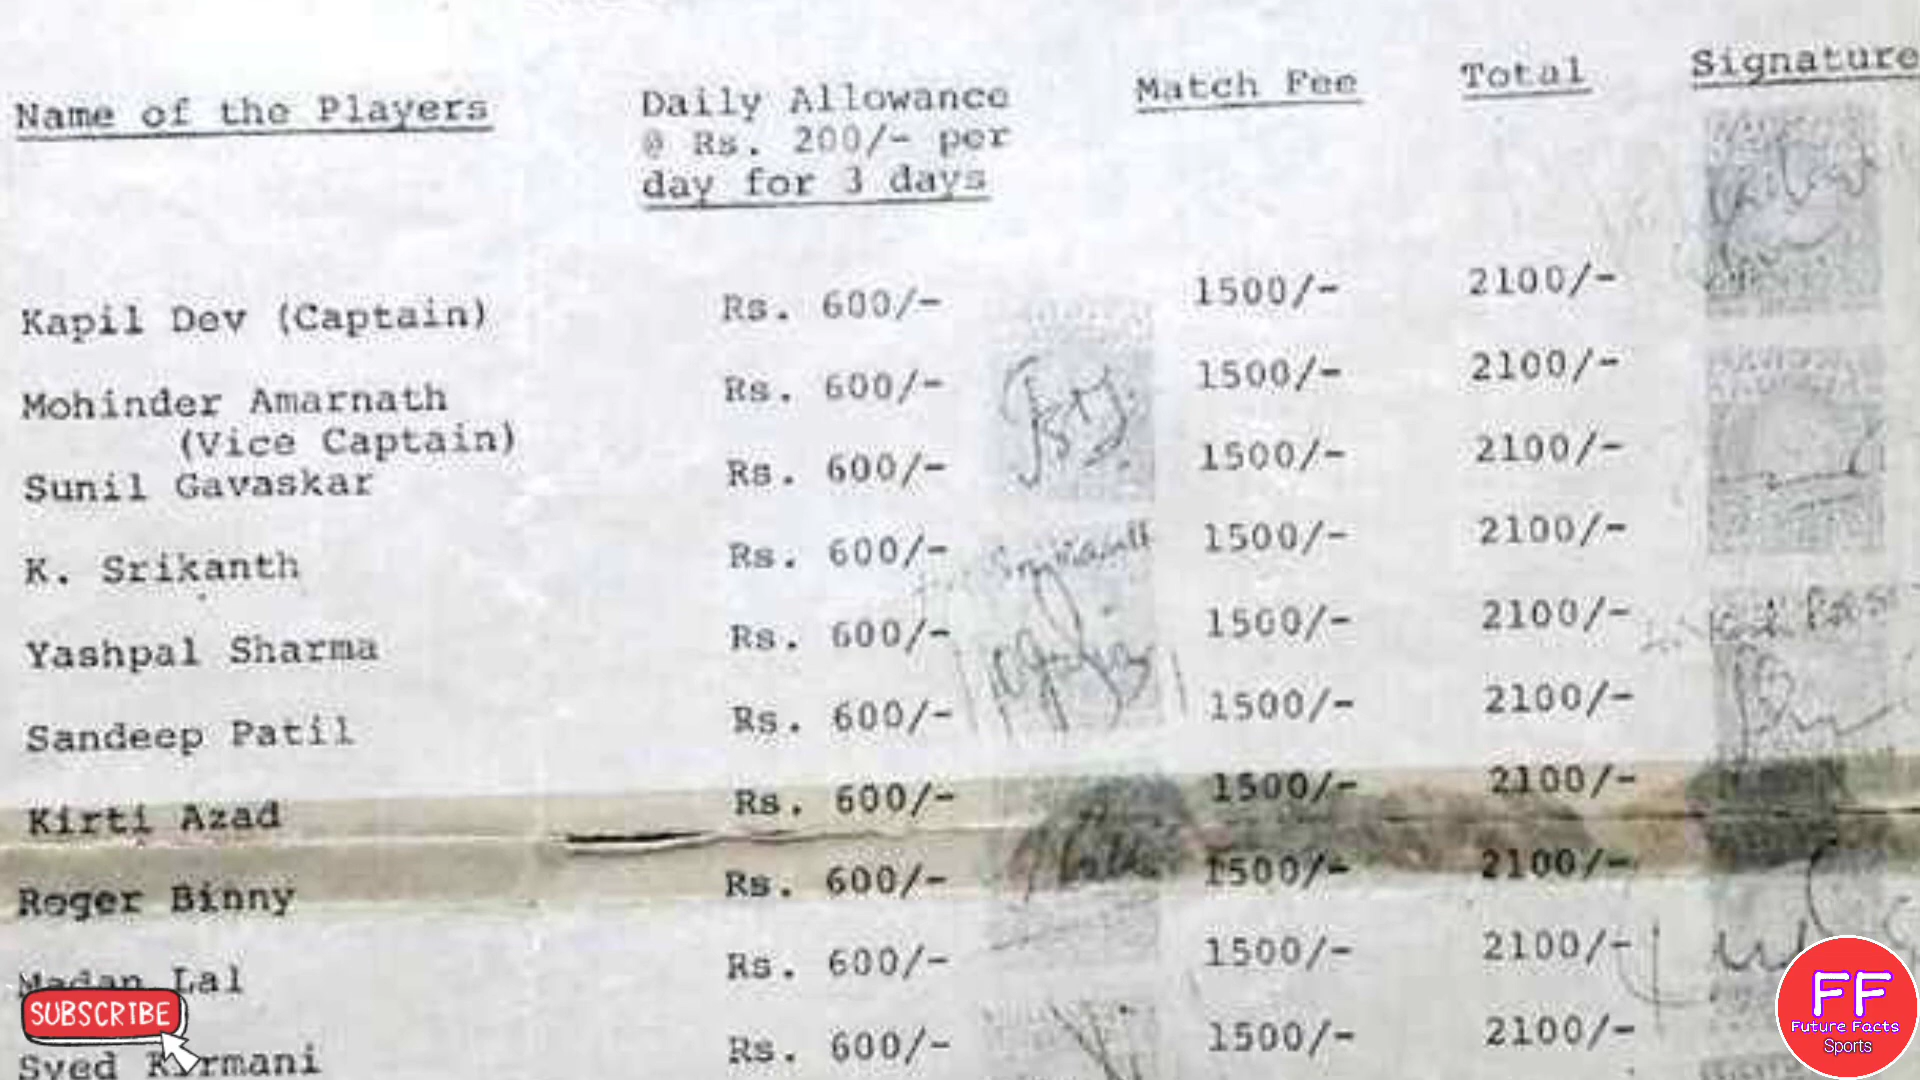 Name of the Players Daily Allowance Match Fee Total Signature
@ Rs. 200/- per
day for 3 days
Kapil Dev (Captain) Rs. 600/- 1500/- 2100/-
Mohinder Amarnath Rs. 600/- 1500/- 2100/-
(Vice Captain)
Sunil Gavaskar Rs. 600/- 1500/- 2100/-
K. Srikanth Rs. 600/- 1500/- 2100/-
Yashpal Sharma Rs. 600/- 1500/- 2100/-
Sandeep Patil Rs. 600/- 1500/- 2100/-
Kirti Azad Rs. 600/- 1500/- 2100/-
Roger Binny Rs. 600/- 1500/- 2100/-
Madan Lal Rs. 600/- 1500/- 2100/-
Syed Kirmani Rs. 600/- 1500/- 2100/-
SUBSCRIBE
FF
Future Facts
Sports